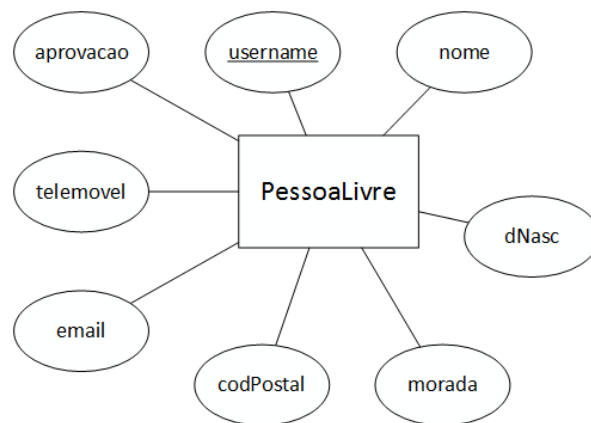 aprovacao
username
nome
telemovel
PessoaLivre
dNasc
email
codPostal
morada